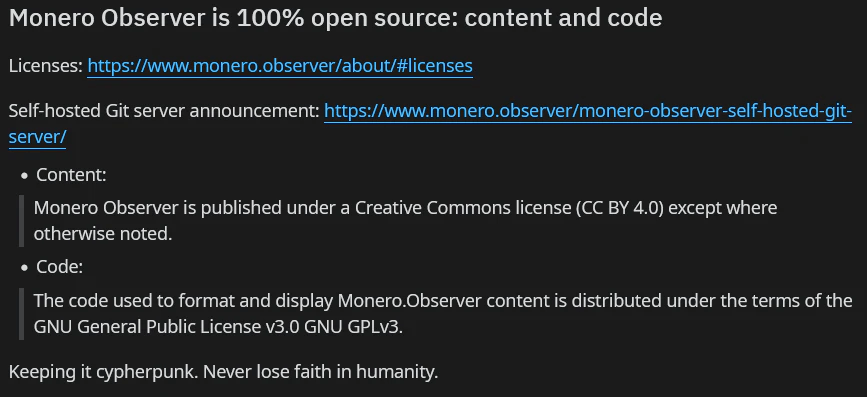 Monero Observer is 100% open source: content and code
Licenses: https://www.monero.observer/about/#licenses
Self-hosted Git server announcement: https://www.monero.observer/monero-observer-self-hosted-git-
server/
• Content:
Monero Observer is published under a Creative Commons license (CC BY 4.0) except where
otherwise noted.
• Code:
The code used to format and display Monero.Observer content is distributed under the terms of the
GNU General Public License v3.0 GNU GPLv3.
Keeping it cypherpunk. Never lose faith in humanity.